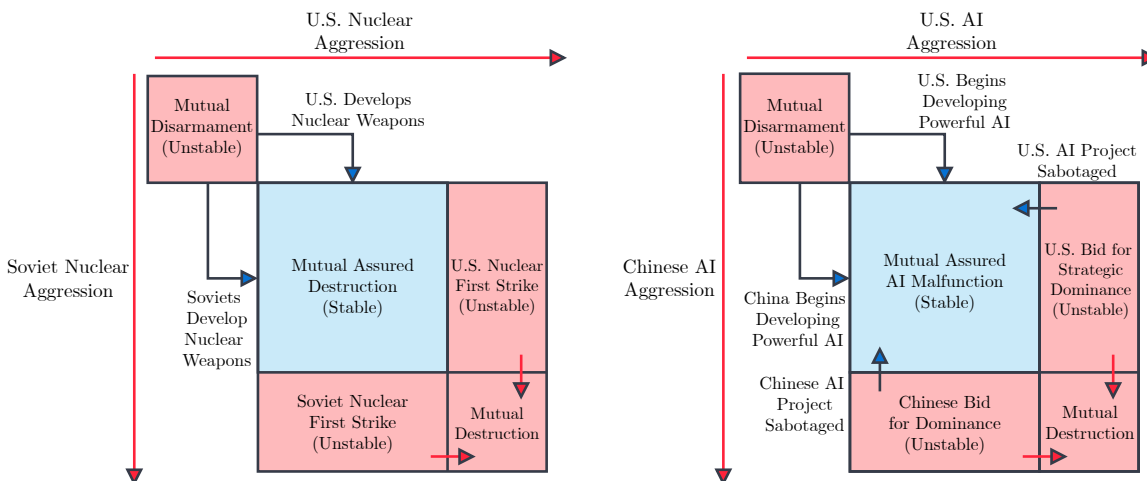 U.S. Nuclear
Aggression
Mutual
Disarmament
(Unstable)
U.S. Develops
Nuclear Weapons
Soviet Nuclear
Aggression
Soviets
Develop
Nuclear
Weapons
Mutual Assured
Destruction
(Stable)
U.S. Nuclear
First Strike
(Unstable)
Soviet Nuclear
First Strike
(Unstable)
Mutual
Destruction
U.S. AI
Aggression
Mutual
Disarmament
(Unstable)
U.S. Begins
Developing
Powerful AI
U.S. AI Project
Sabotaged
Chinese AI
Aggression
China Begins
Developing
Powerful AI
Mutual Assured
AI Malfunction
(Stable)
U.S. Bid for
Strategic
Dominance
(Unstable)
Chinese AI
Project
Sabotaged
Chinese Bid
for Dominance
(Unstable)
Mutual
Destruction